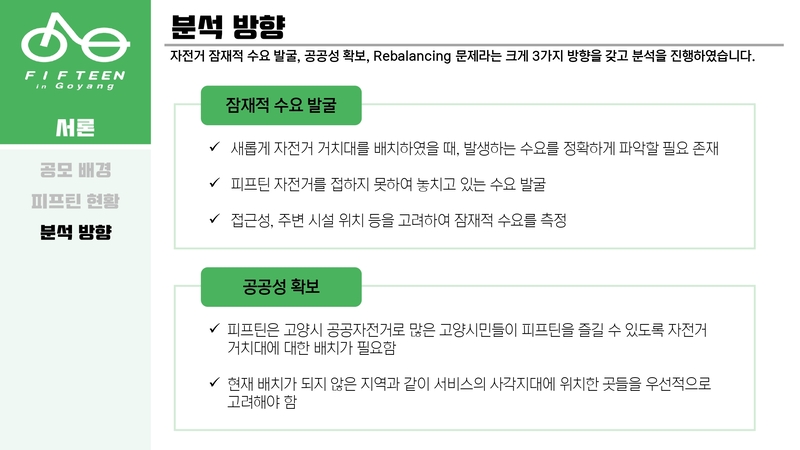 FIFTEEN
in Goyang
서론
공모 배경
피프틴 현황
분석 방향
분석 방향
자전거 잠재적 수요 발굴, 공공성 확보, Rebalancing 문제라는 크게 3가지 방향을 갖고 분석을 진행하였습니다.
잠재적 수요 발굴
✓ 새롭게 자전거 거치대를 배치하였을 때, 발생하는 수요를 정확하게 파악할 필요 존재
✓ 피프틴 자전거를 접하지 못하여 놓치고 있는 수요 발굴
✓ 접근성, 주변 시설 위치 등을 고려하여 잠재적 수요를 측정
공공성 확보
✓ 피프틴은 고양시 공공자전거로 많은 고양시민들이 피프틴을 즐길 수 있도록 자전거
거치대에 대한 배치가 필요함
✓ 현재 배치가 되지 않은 지역과 같이 서비스의 사각지대에 위치한 곳들을 우선적으로
고려해야 함